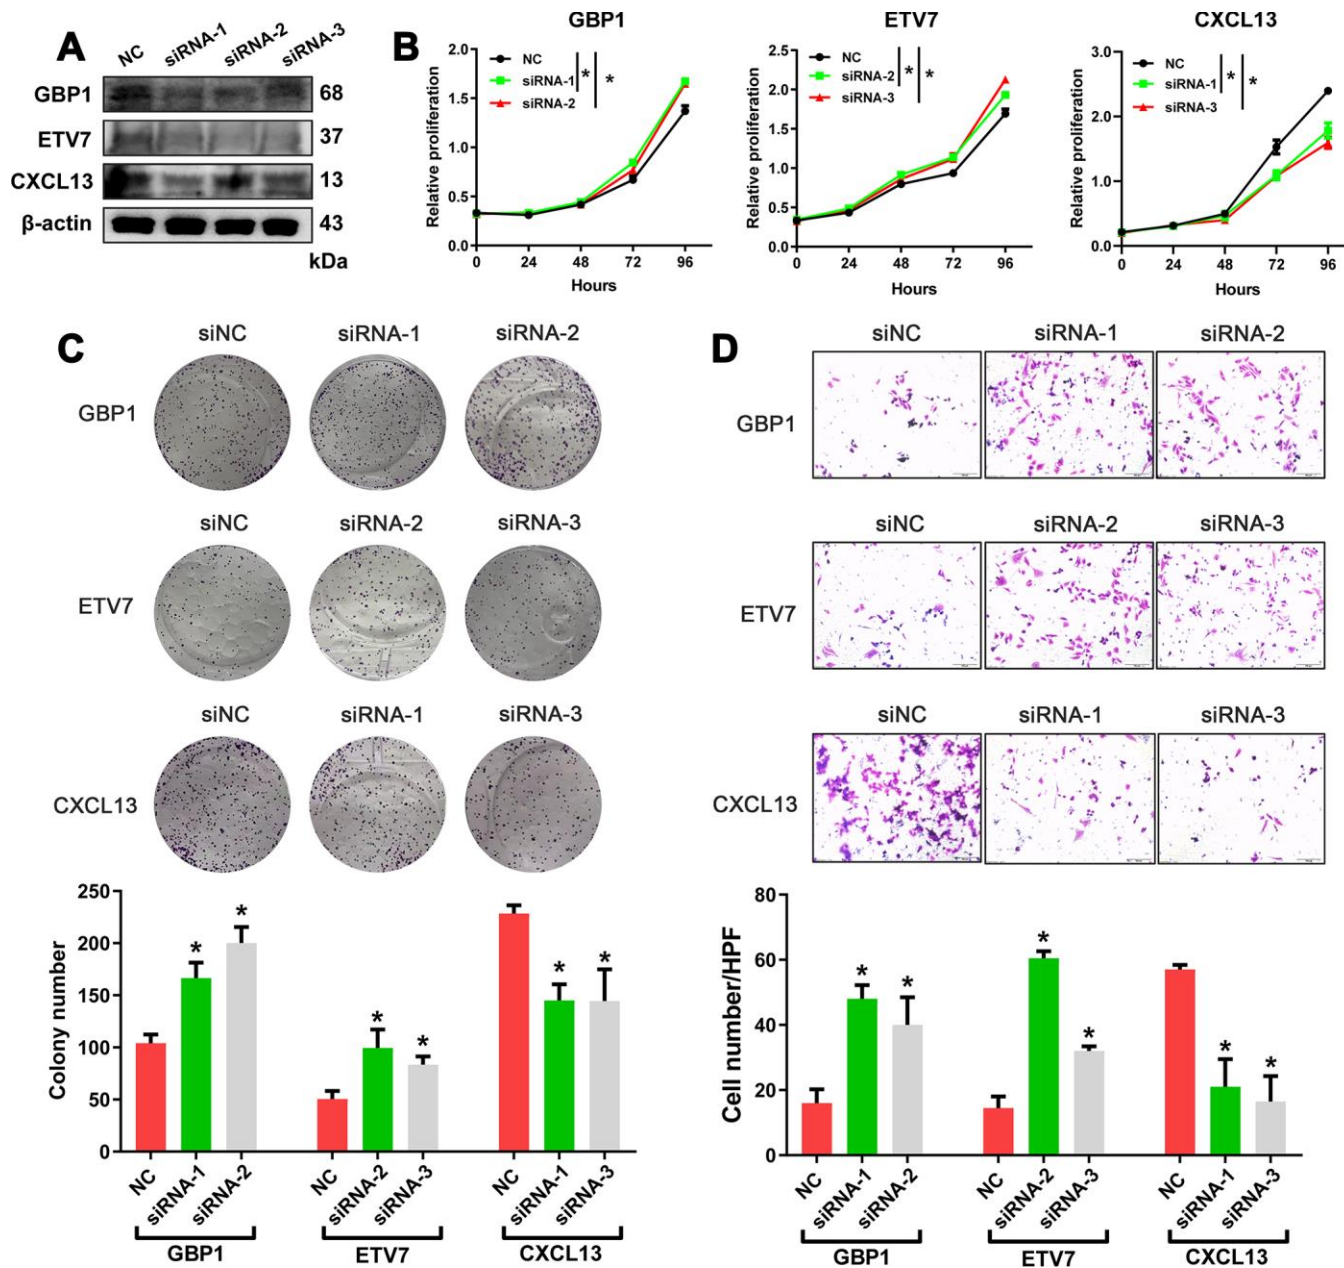 A
NC siRNA-1 siRNA-2 siRNA-3
GBP1 68
ETV7 37
CXCL13 13
β-actin 43
kDa
B
GBP1
Relative proliferation
2.0
1.5
1.0
0.5
0.0
NC
siRNA-1 *
siRNA-2 *
0 24 48 72 96
Hours
ETV7
Relative proliferation
2.5
2.0
1.5
1.0
0.5
0.0
NC
siRNA-2 *
siRNA-3 *
0 24 48 72 96
Hours
CXCL13
Relative proliferation
3.0
2.0
1.0
0.0
NC
siRNA-1 *
siRNA-3 *
0 24 48 72 96
Hours
C
siNC siRNA-1 siRNA-2
GBP1
siNC siRNA-2 siRNA-3
ETV7
siNC siRNA-1 siRNA-3
CXCL13
Colony number
250
200
150
100
50
0
* * * * * *
NC siRNA-1 siRNA-2 NC siRNA-2 siRNA-3 NC siRNA-1 siRNA-3
GBP1 ETV7 CXCL13
D
siNC siRNA-1 siRNA-2
GBP1
siNC siRNA-2 siRNA-3
ETV7
siNC siRNA-1 siRNA-3
CXCL13
Cell number/HPF
80
60
40
20
0
* * * * * *
NC siRNA-1 siRNA-2 NC siRNA-2 siRNA-3 NC siRNA-1 siRNA-3
GBP1 ETV7 CXCL13